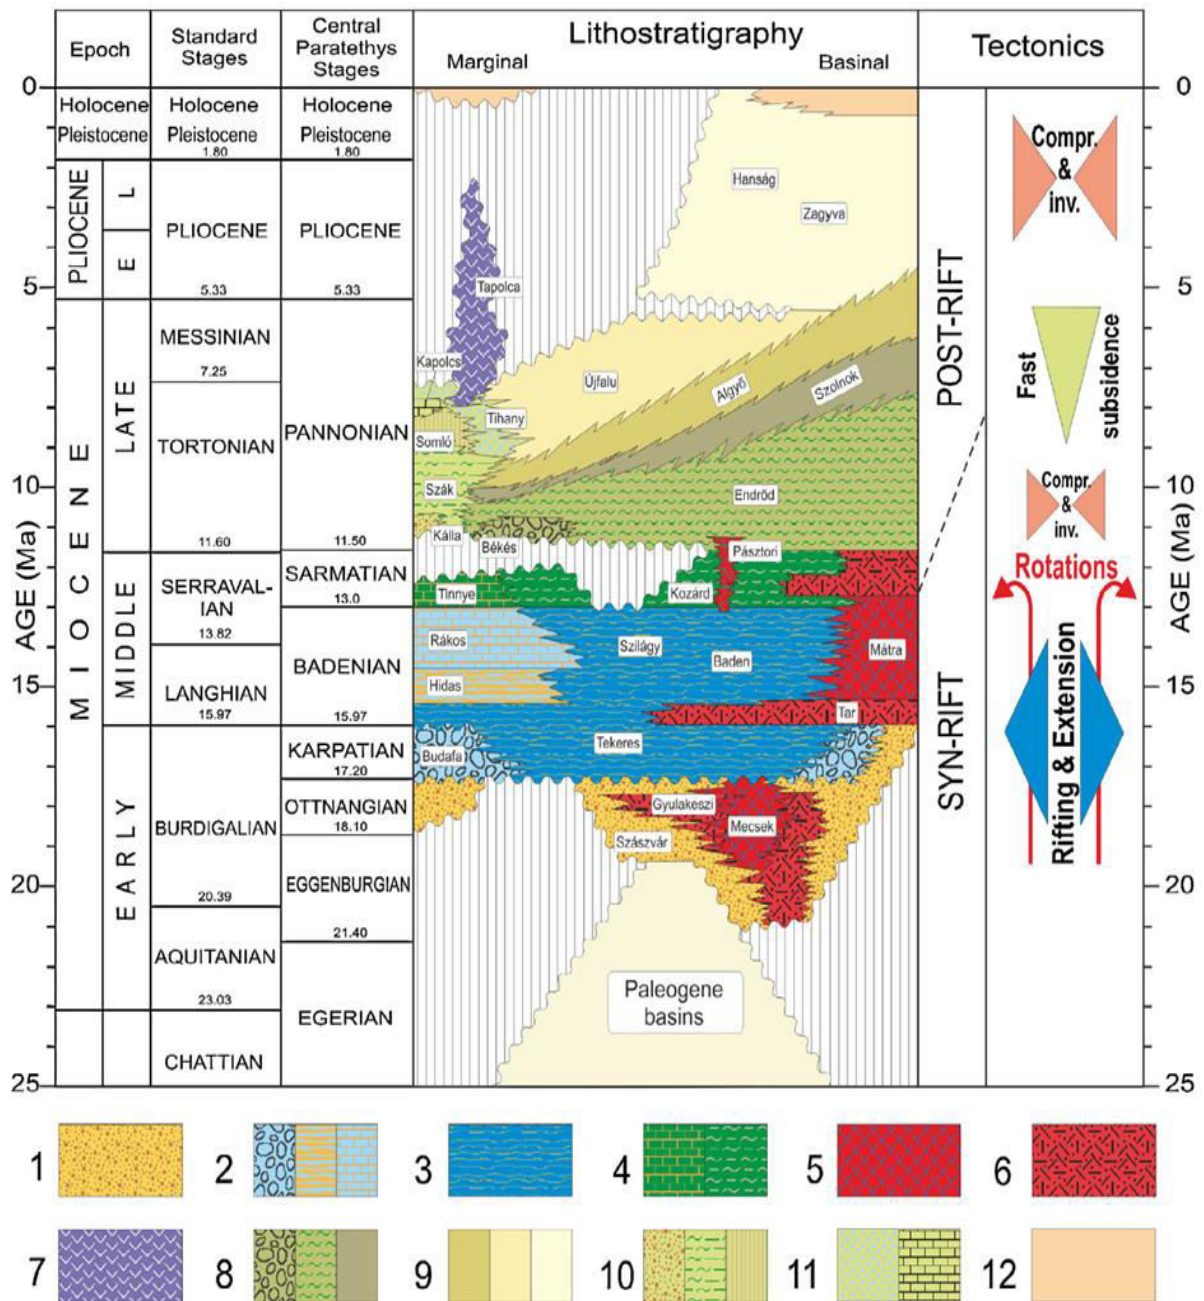 Epoch
Standard
Stages
Central
Paratethys
Stages
Lithostratigraphy
Marginal
Basinal
Tectonics
AGE (Ma)
0
5
10
15
20
25
Holocene
Pleistocene
PLIOCENE
L
E
MIOCENE
LATE
MIDDLE
EARLY
Holocene
Pleistocene
1.80
PLIOCENE
5.33
MESSINIAN
7.25
TORTONIAN
11.60
SERRAVAL-
IAN
13.82
LANGHIAN
15.97
BURDIGALIAN
20.39
AQUITANIAN
23.03
CHATTIAN
Holocene
Pleistocene
1.80
PLIOCENE
5.33
PANNONIAN
11.50
SARMATIAN
13.0
BADENIAN
15.97
KARPATIAN
17.20
OTTNANGIAN
18.10
EGGENBURGIAN
21.40
EGERIAN
Hanság
Zagyva
Tapolca
Kapolcs
Újfalu
Algyő
Szolnok
Tihany
Somló
Szák
Endrőd
Kálla
Békés
Pásztori
Tinnye
Kozárd
Rákos
Szilágy
Baden
Mátra
Hidas
Tar
Tekeres
Budafa
Gyulakeszi
Mecsek
Szászvár
Paleogene
basins
POST-RIFT
SYN-RIFT
Compr.
&
inv.
Fast
subsidence
Compr.
&
inv.
Rotations
Rifting & Extension
0
5
10
15
20
25
AGE (Ma)
1
2
3
4
5
6
7
8
9
10
11
12